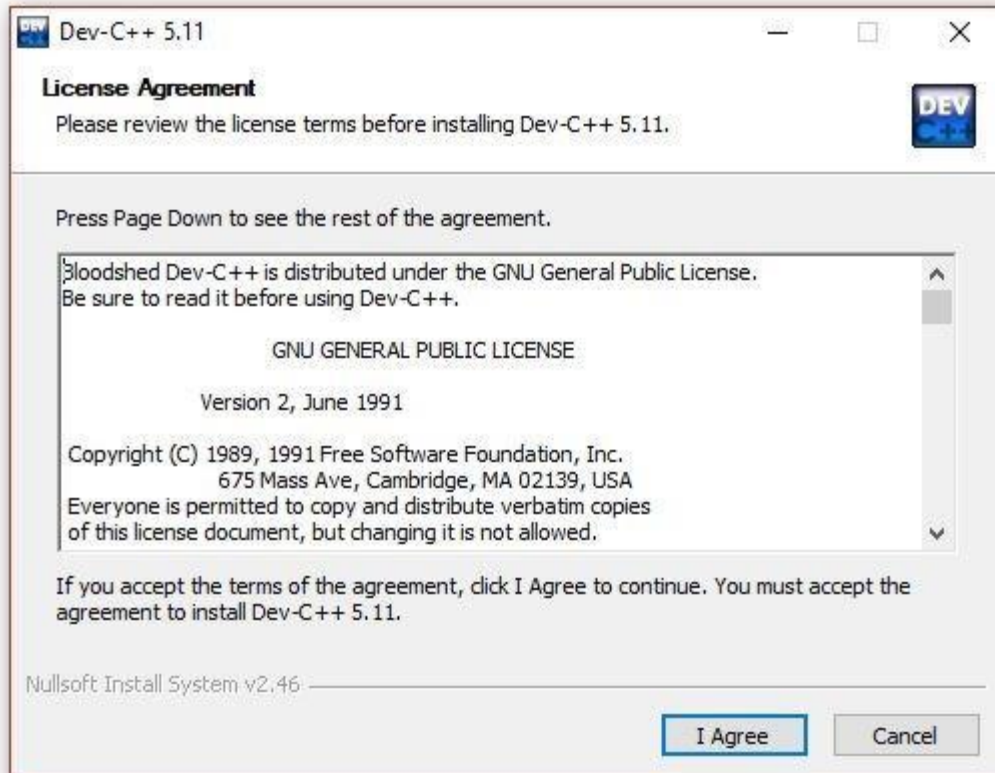 Dev-C++ 5.11
License Agreement
Please review the license terms before installing Dev-C++ 5.11.
DEV
C++
Press Page Down to see the rest of the agreement.
Bloodshed Dev-C++ is distributed under the GNU General Public License.
Be sure to read it before using Dev-C++.
GNU GENERAL PUBLIC LICENSE
Version 2, June 1991
Copyright (C) 1989, 1991 Free Software Foundation, Inc.
675 Mass Ave, Cambridge, MA 02139, USA
Everyone is permitted to copy and distribute verbatim copies
of this license document, but changing it is not allowed.
If you accept the terms of the agreement, click I Agree to continue. You must accept the
agreement to install Dev-C++ 5.11.
Nullsoft Install System v2.46
I Agree Cancel